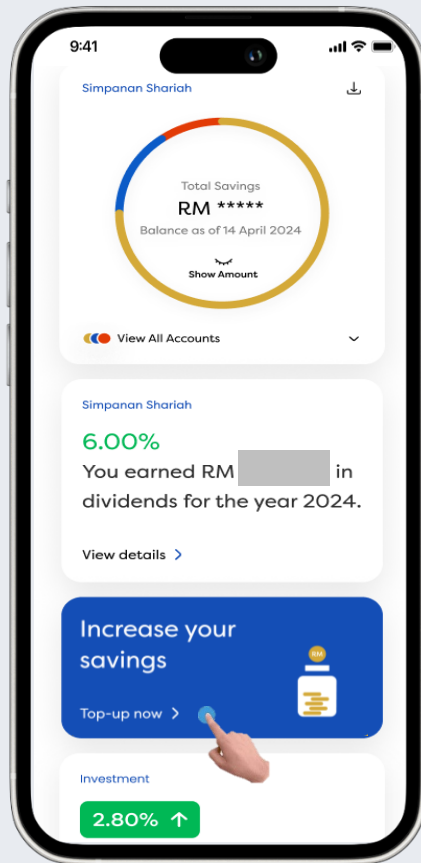 9:41
Simpanan Shariah
Total Savings
RM *****
Balance as of 14 April 2024
Show Amount
View All Accounts
Simpanan Shariah
6.00%
You earned RM in
dividends for the year 2024.
View details
Increase your
savings
RM
Top-up now
Investment
2.80% ↑